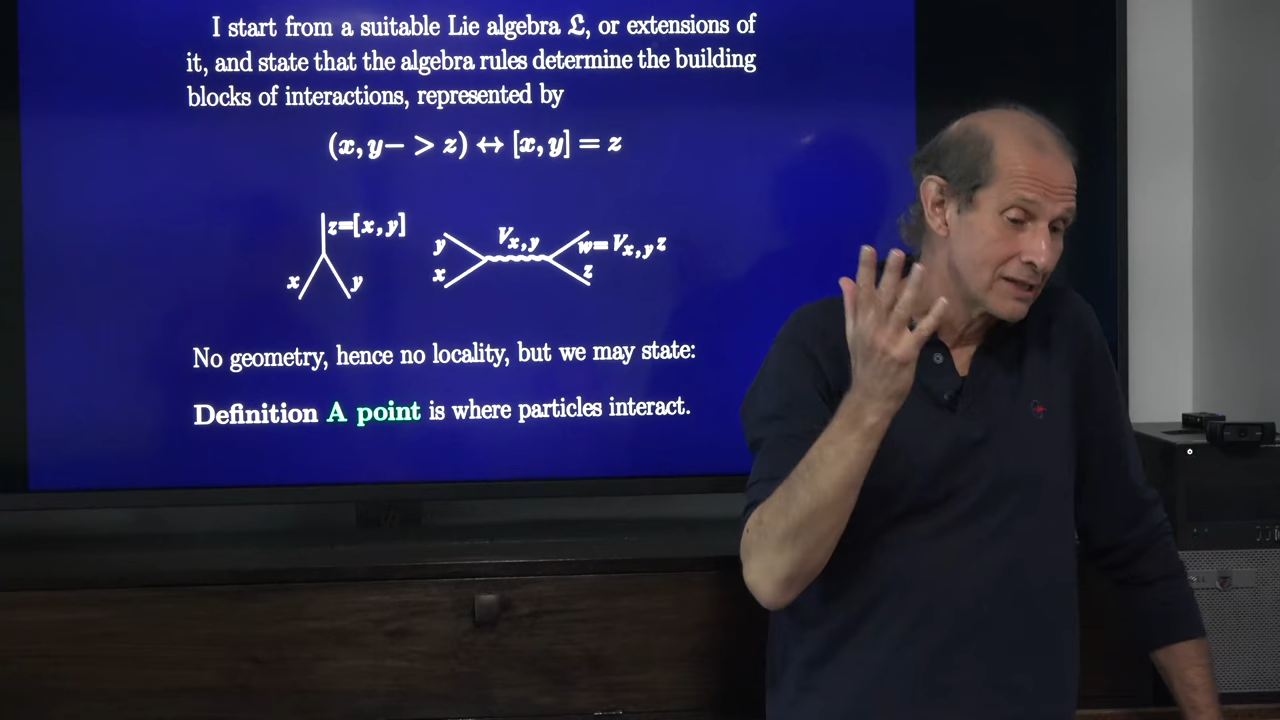 I start from a suitable Lie algebra 𝕷, or extensions of
it, and state that the algebra rules determine the building
blocks of interactions, represented by
(x, y− > z) ↔ [x, y] = z
z=[x,y]
x y
y V_{x,y} w=V_{x,y} z
x z
No geometry, hence no locality, but we may state:
Definition A point is where particles interact.